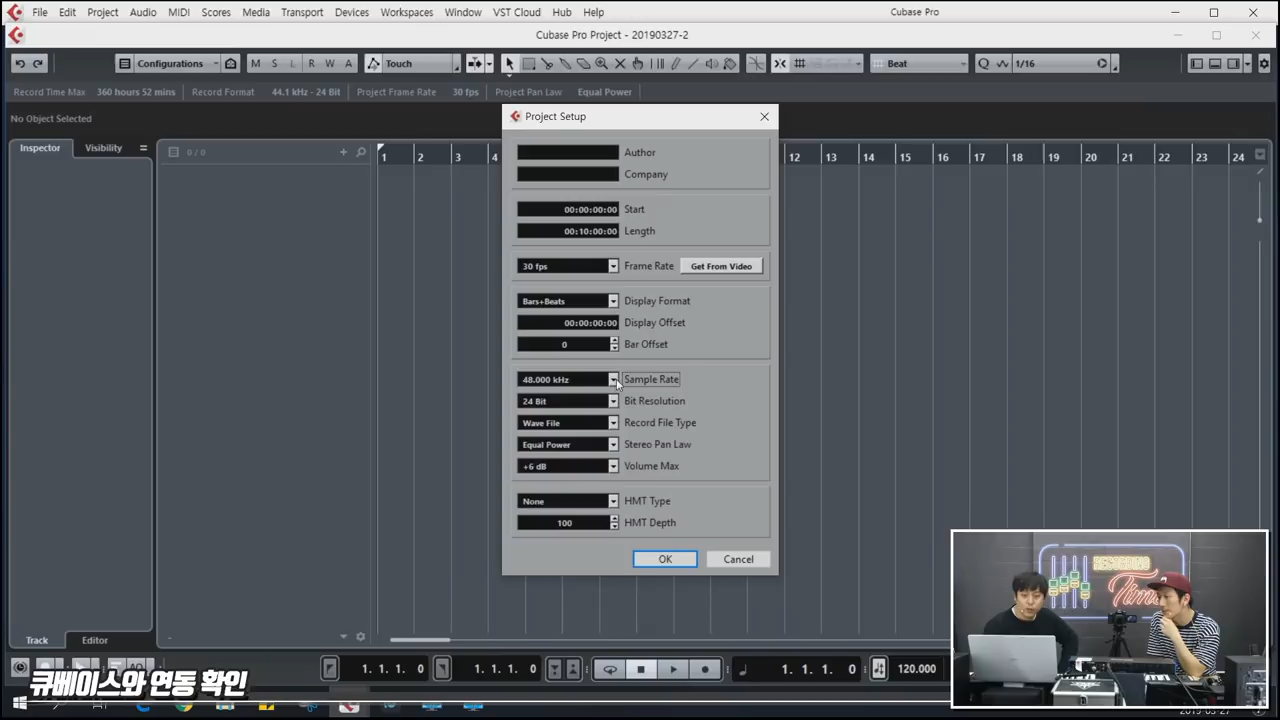 File Edit Project Audio MIDI Scores Media Transport Devices Workspaces Window VST Cloud Hub Help Cubase Pro
Cubase Pro Project - 20190327-2
Configurations M S L R W A Touch Beat Q 1/16
Record Time Max 360 hours 52 mins Record Format 44.1 kHz - 24 Bit Project Frame Rate 30 fps Project Pan Law Equal Power
No Object Selected
Inspector Visibility 0 / 0 1 2 3 4 12 13 14 15 16 17 18 19 20 21 22 23 24
Project Setup
Author
Company
00:00:00:00 Start
00:10:00:00 Length
30 fps Frame Rate Get From Video
Bars+Beats Display Format
00:00:00:00 Display Offset
0 Bar Offset
48.000 kHz Sample Rate
24 Bit Bit Resolution
Wave File Record File Type
Equal Power Stereo Pan Law
+6 dB Volume Max
None HMT Type
100 HMT Depth
OK Cancel
RECORDING
Time
Track Editor
1. 1. 1. 0 1. 1. 1. 0 1. 1. 1. 0 120.000
큐베이스와 연동 확인
2019-03-27